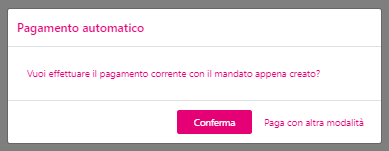 Pagamento automatico
Vuoi effettuare il pagamento corrente con il mandato appena creato?
Conferma
Paga con altra modalità